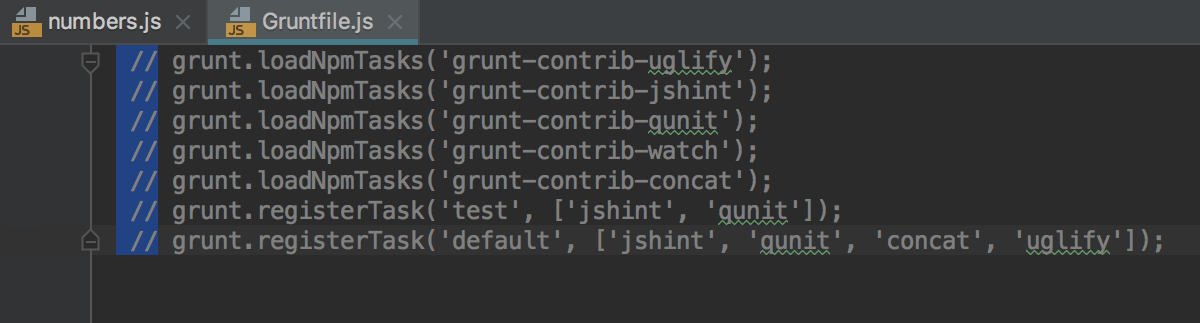 JS numbers.js × JS Gruntfile.js ×
// grunt.loadNpmTasks('grunt-contrib-uglify');
// grunt.loadNpmTasks('grunt-contrib-jshint');
// grunt.loadNpmTasks('grunt-contrib-qunit');
// grunt.loadNpmTasks('grunt-contrib-watch');
// grunt.loadNpmTasks('grunt-contrib-concat');
// grunt.registerTask('test', ['jshint', 'qunit']);
// grunt.registerTask('default', ['jshint', 'qunit', 'concat', 'uglify']);